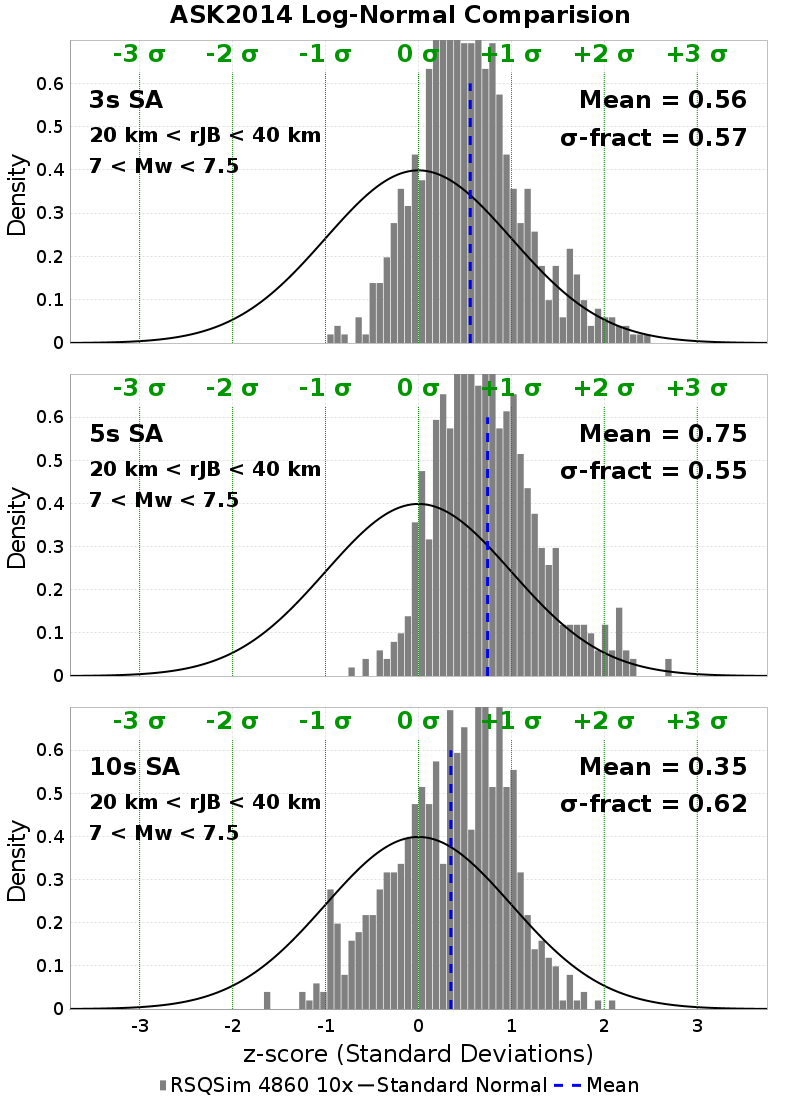 ASK2014 Log-Normal Comparision
-3 σ -2 σ -1 σ 0 σ +1 σ +2 σ +3 σ
3s SA
20 km < rJB < 40 km
7 < Mw < 7.5
Mean = 0.56
σ-fract = 0.57
Density
0.6
0.5
0.4
0.3
0.2
0.1
0
-3 σ -2 σ -1 σ 0 σ +1 σ +2 σ +3 σ
5s SA
20 km < rJB < 40 km
7 < Mw < 7.5
Mean = 0.75
σ-fract = 0.55
Density
0.6
0.5
0.4
0.3
0.2
0.1
0
-3 σ -2 σ -1 σ 0 σ +1 σ +2 σ +3 σ
10s SA
20 km < rJB < 40 km
7 < Mw < 7.5
Mean = 0.35
σ-fract = 0.62
Density
0.6
0.5
0.4
0.3
0.2
0.1
0
-3 -2 -1 0 1 2 3
z-score (Standard Deviations)
RSQSim 4860 10x Standard Normal Mean